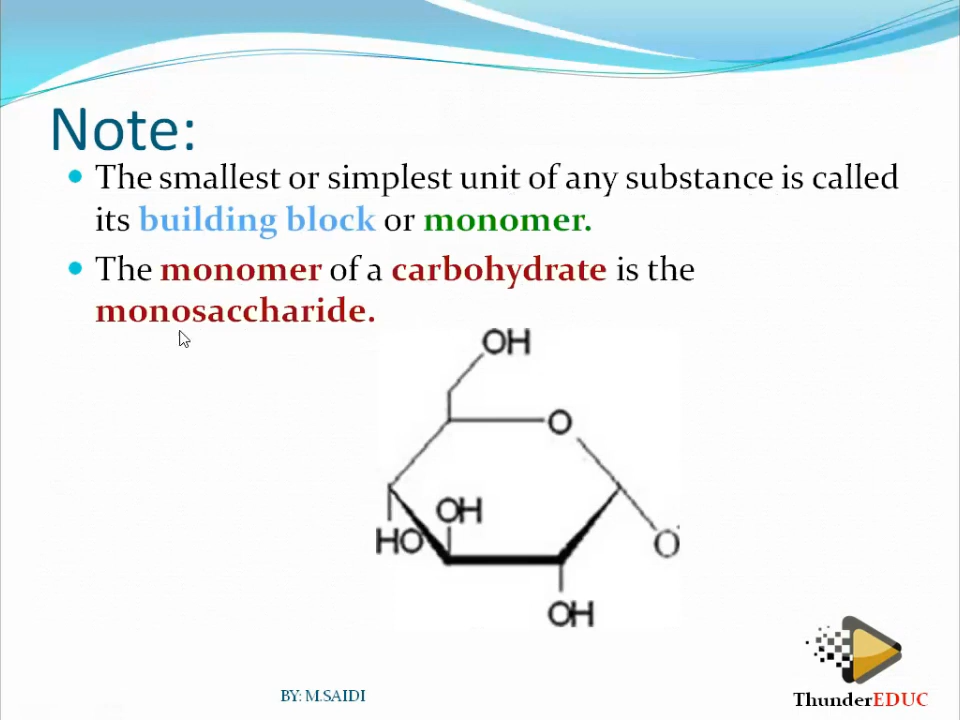 Note:
The smallest or simplest unit of any substance is called
its building block or monomer.
The monomer of a carbohydrate is the
monosaccharide.
OH
O
OH
HO
O
OH
BY: M.SAIDI
ThunderEDUC